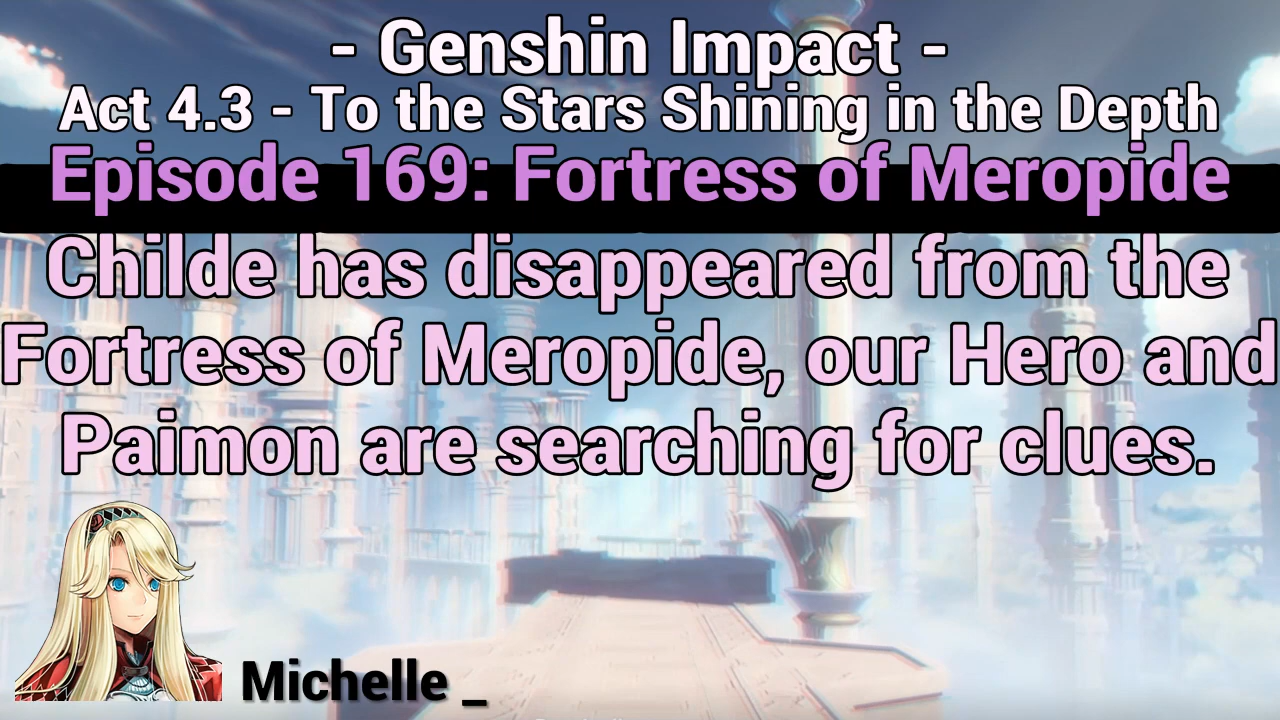 - Genshin Impact -
Act 4.3 - To the Stars Shining in the Depth
Episode 169: Fortress of Meropide
Childe has disappeared from the
Fortress of Meropide, our Hero and
Paimon are searching for clues.
Michelle _